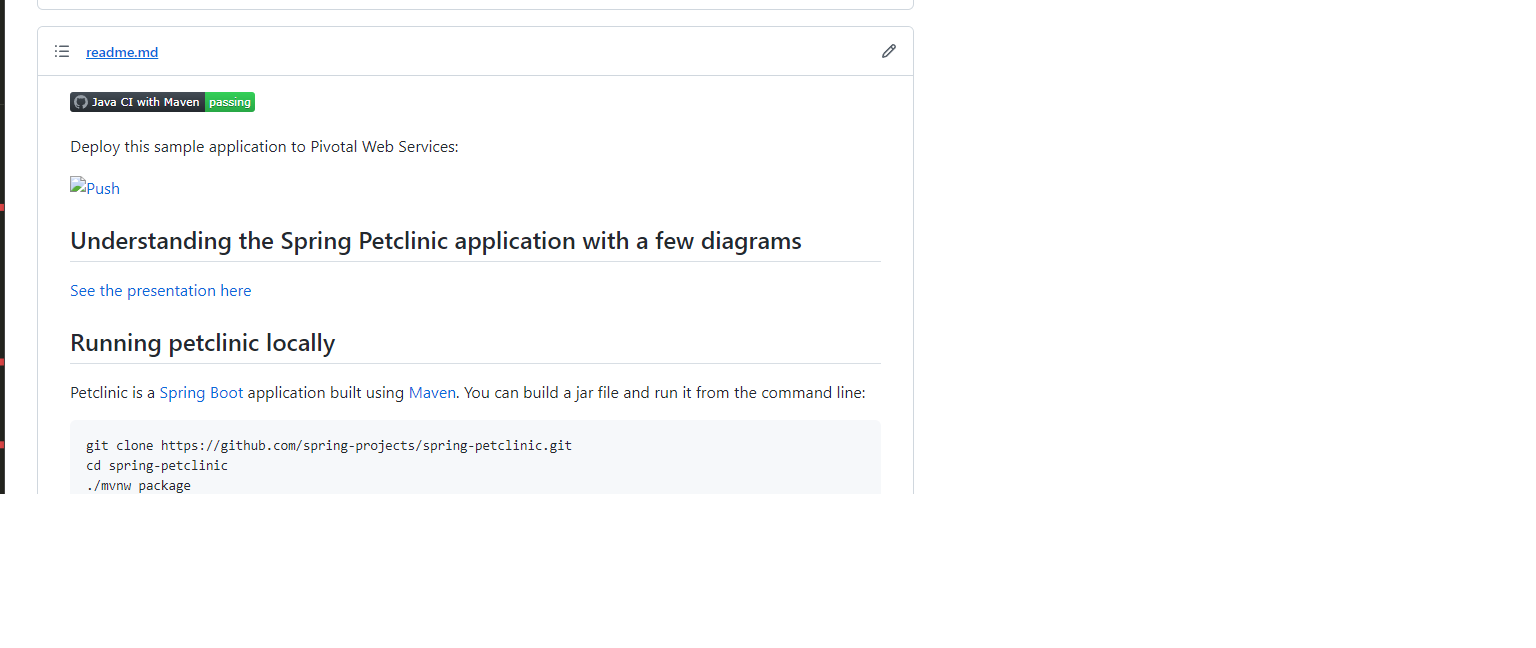 readme.md
Java CI with Maven passing
Deploy this sample application to Pivotal Web Services:
Push
Understanding the Spring Petclinic application with a few diagrams
See the presentation here
Running petclinic locally
Petclinic is a Spring Boot application built using Maven. You can build a jar file and run it from the command line:
git clone https://github.com/spring-projects/spring-petclinic.git
cd spring-petclinic
./mvnw package